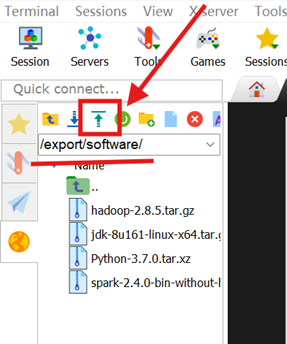 Terminal Sessions View X server Tools
Session Servers Tools Games Sessions
Quick connect...
/export/software/
Name
..
hadoop-2.8.5.tar.gz
jdk-8u161-linux-x64.tar.g
Python-3.7.0.tar.xz
spark-2.4.0-bin-without-h